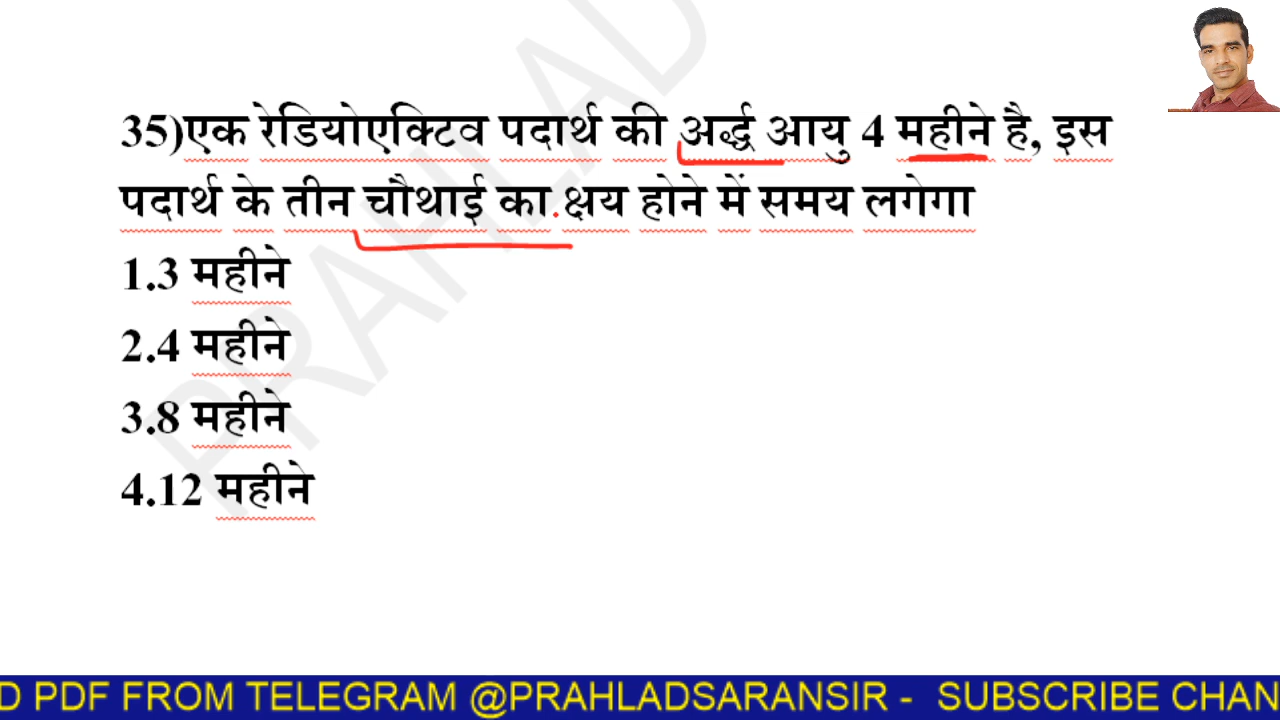 35)एक रेडियोएक्टिव पदार्थ की अर्द्ध आयु 4 महीने है, इस
पदार्थ के तीन चौथाई का क्षय होने में समय लगेगा
1.3 महीने
2.4 महीने
3.8 महीने
4.12 महीने
PRAHLAD
D PDF FROM TELEGRAM @PRAHLADSARANSIR - SUBSCRIBE CHAN